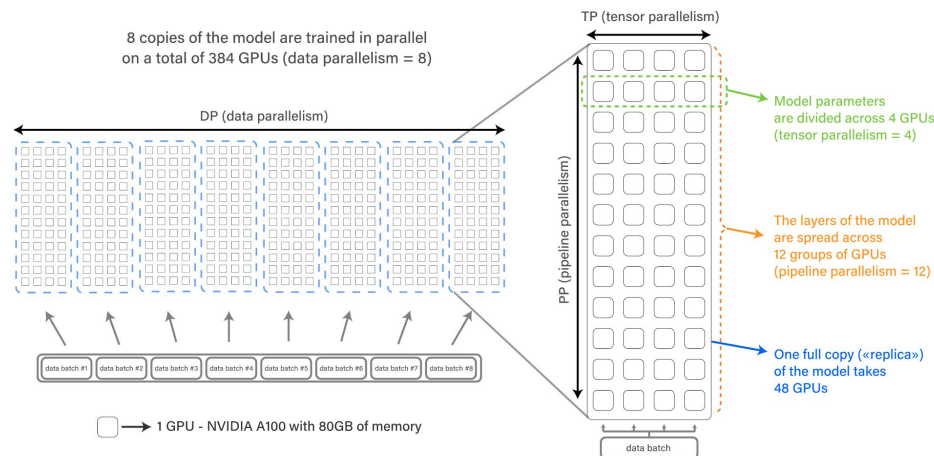 8 copies of the model are trained in parallel
on a total of 384 GPUs (data parallelism = 8)
DP (data parallelism)
data batch #1
data batch #2
data batch #3
data batch #4
data batch #5
data batch #6
data batch #7
data batch #8
1 GPU - NVIDIA A100 with 80GB of memory
TP (tensor parallelism)
PP (pipeline parallelism)
data batch
Model parameters
are divided across 4 GPUs
(tensor parallelism = 4)
The layers of the model
are spread across
12 groups of GPUs
(pipeline parallelism = 12)
One full copy («replica»)
of the model takes
48 GPUs